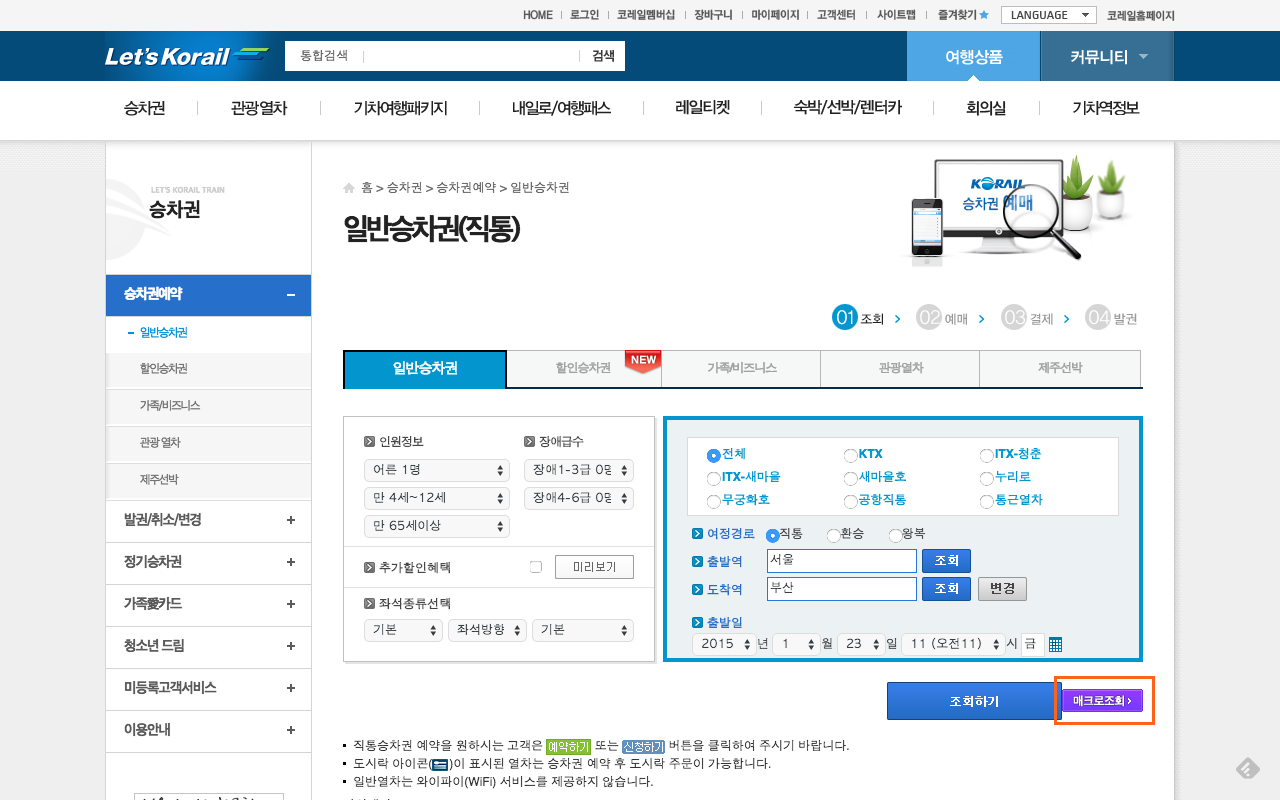 HOME 로그인 코레일멤버십 장바구니 마이페이지 고객센터 사이트맵 즐겨찾기 LANGUAGE 코레일홈페이지
Let's Korail 통합검색 검색 여행상품 커뮤니티
승차권 관광열차 기차여행패키지 내일로/여행패스 레일티켓 숙박/선박/렌터카 회의실 기차역정보
LET'S KORAIL TRAIN
승차권
승차권예약
일반승차권
할인승차권
가족/비즈니스
관광 열차
제주선박
발권/취소/변경
정기승차권
가족愛카드
청소년 드림
미등록고객서비스
이용안내
홈 > 승차권 > 승차권예약 > 일반승차권
일반승차권(직통)
KORAIL
승차권 예매
01 조회 02 예매 03 결제 04 발권
일반승차권 할인승차권 NEW 가족/비즈니스 관광열차 제주선박
인원정보 장애급수
어른 1명 장애1-3급 0명
만 4세~12세 장애4-6급 0명
만 65세이상
추가할인혜택 미리보기
좌석종류선택
기본 좌석방향 기본
전체 KTX ITX-청춘
ITX-새마을 새마을호 누리로
무궁화호 공항직통 통근열차
여정경로 직통 환승 왕복
출발역 서울 조회
도착역 부산 조회 변경
출발일
2015 년 1 월 23 일 11 (오전11) 시 금
조회하기 매크로조회
직통승차권 예약을 원하시는 고객은 예약하기 또는 신청하기 버튼을 클릭하여 주시기 바랍니다.
도시락 아이콘( )이 표시된 열차는 승차권 예약 후 도시락 주문이 가능합니다.
일반열차는 와이파이(WiFi) 서비스를 제공하지 않습니다.